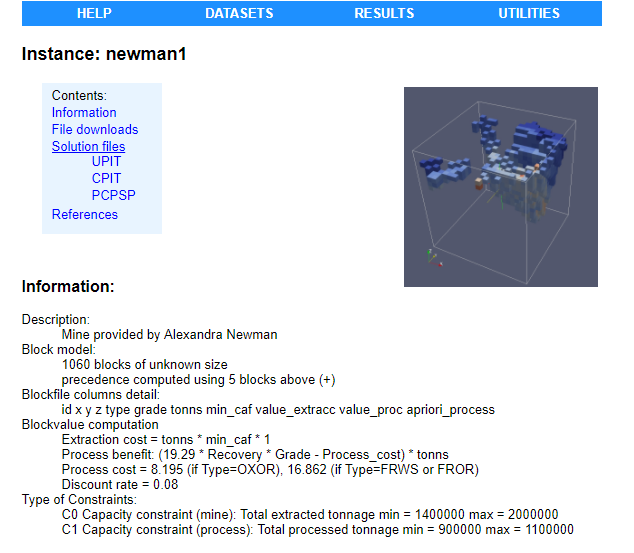 HELP DATASETS RESULTS UTILITIES
Instance: newman1
Contents:
Information
File downloads
Solution files
UPIT
CPIT
PCPSP
References
Information:
Description:
Mine provided by Alexandra Newman
Block model:
1060 blocks of unknown size
precedence computed using 5 blocks above (+)
Blockfile columns detail:
id x y z type grade tonns min_caf value_extracc value_proc apriori_process
Blockvalue computation
Extraction cost = tonns * min_caf * 1
Process benefit: (19.29 * Recovery * Grade - Process_cost) * tonns
Process cost = 8.195 (if Type=OXOR), 16.862 (if Type=FRWS or FROR)
Discount rate = 0.08
Type of Constraints:
C0 Capacity constraint (mine): Total extracted tonnage min = 1400000 max = 2000000
C1 Capacity constraint (process): Total processed tonnage min = 900000 max = 1100000